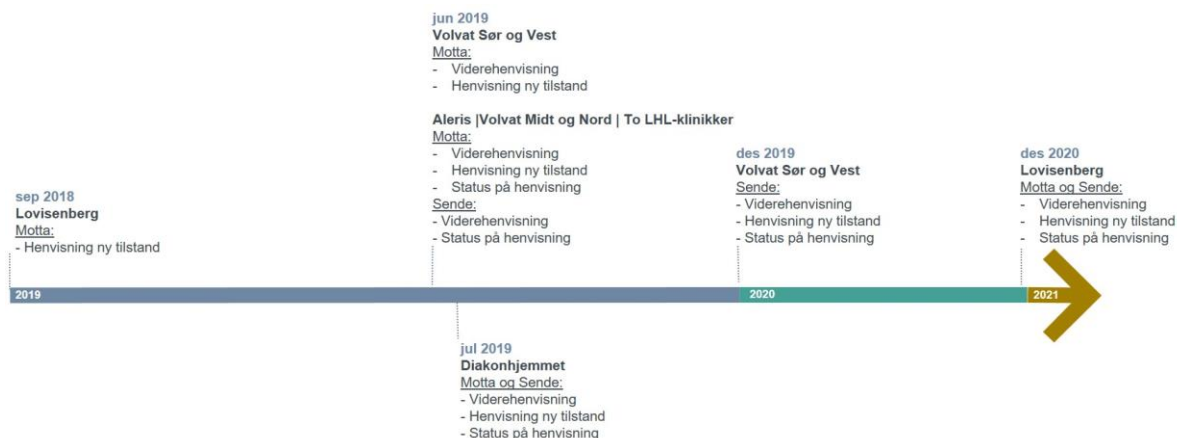 jun 2019
Volvat Sør og Vest
Motta:
- Viderehenvisning
- Henvisning ny tilstand
Aleris |Volvat Midt og Nord | To LHL-klinikker
Motta:
- Viderehenvisning
- Henvisning ny tilstand
- Status på henvisning
Sende:
- Viderehenvisning
- Status på henvisning
sep 2018
Lovisenberg
Motta:
- Henvisning ny tilstand
des 2019
Volvat Sør og Vest
Sende:
- Viderehenvisning
- Henvisning ny tilstand
- Status på henvisning
des 2020
Lovisenberg
Motta og Sende:
- Viderehenvisning
- Henvisning ny tilstand
- Status på henvisning
2019
2020
2021
jul 2019
Diakonhjemmet
Motta og Sende:
- Viderehenvisning
- Henvisning ny tilstand
- Status på henvisning